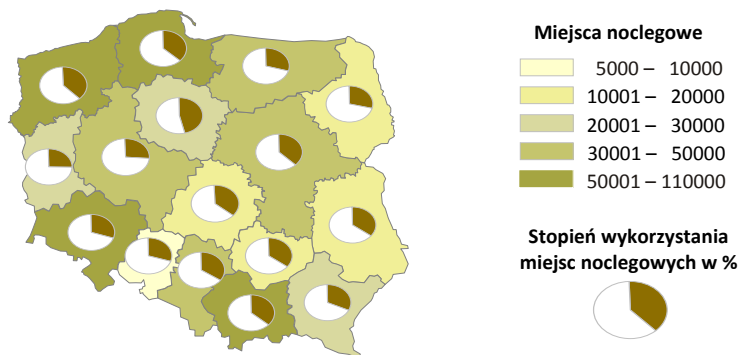 Miejsca noclegowe
5000 – 10000
10001 – 20000
20001 – 30000
30001 – 50000
50001 – 110000
Stopień wykorzystania
miejsc noclegowych w %